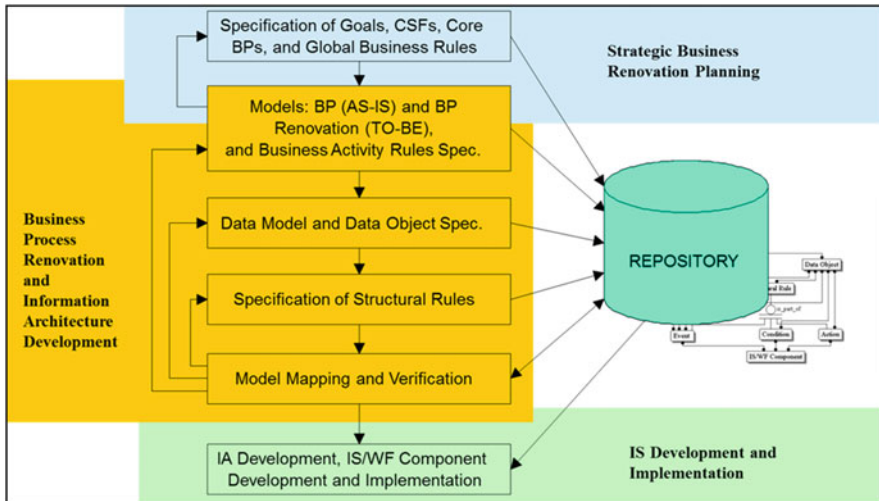 Specification of Goals, CSFs, Core
BPs, and Global Business Rules
Strategic Business
Renovation Planning
Models: BP (AS-IS) and BP
Renovation (TO-BE),
and Business Activity Rules Spec.
Business
Process
Renovation
and
Information
Architecture
Development
Data Model and Data Object Spec.
REPOSITORY
Data Object
Specification of Structural Rules
Rule
Event
Condition
Action
IS/WF Component
Model Mapping and Verification
IA Development, IS/WF Component
Development and Implementation
IS Development and
Implementation